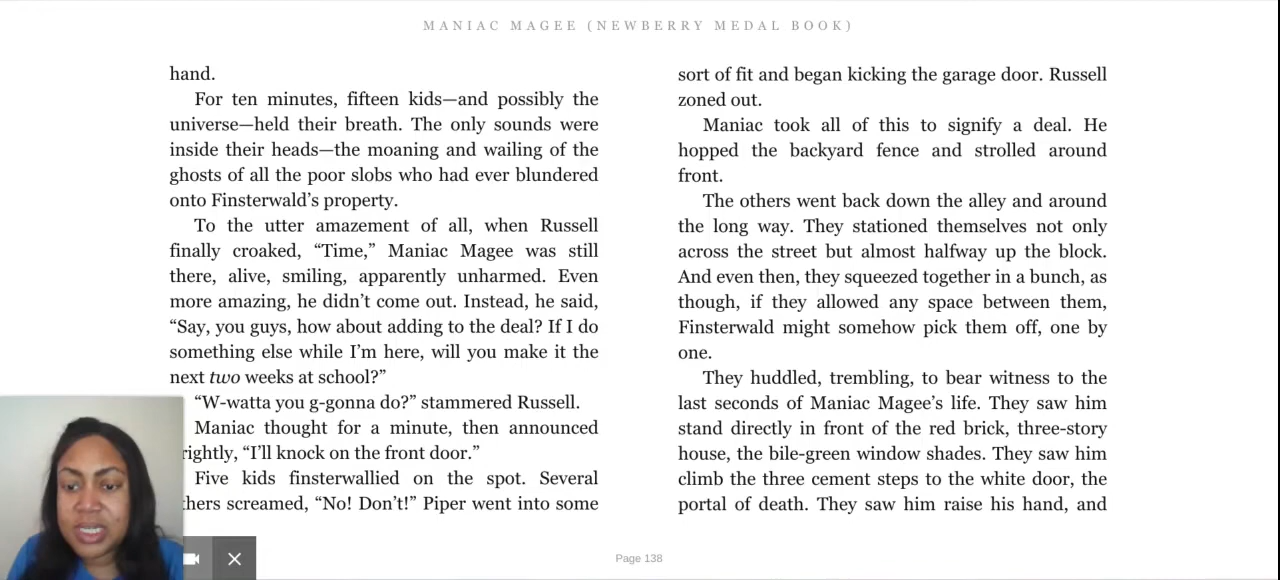 MANIAC MAGEE (NEWBERRY MEDAL BOOK)
hand.
For ten minutes, fifteen kids—and possibly the
universe—held their breath. The only sounds were
inside their heads—the moaning and wailing of the
ghosts of all the poor slobs who had ever blundered
onto Finsterwald’s property.
To the utter amazement of all, when Russell
finally croaked, “Time,” Maniac Magee was still
there, alive, smiling, apparently unharmed. Even
more amazing, he didn’t come out. Instead, he said,
“Say, you guys, how about adding to the deal? If I do
something else while I’m here, will you make it the
next two weeks at school?”
“W-watta you g-gonna do?” stammered Russell.
Maniac thought for a minute, then announced
rightly, “I’ll knock on the front door.”
Five kids finsterwallied on the spot. Several
thers screamed, “No! Don’t!” Piper went into some
sort of fit and began kicking the garage door. Russell
zoned out.
Maniac took all of this to signify a deal. He
hopped the backyard fence and strolled around
front.
The others went back down the alley and around
the long way. They stationed themselves not only
across the street but almost halfway up the block.
And even then, they squeezed together in a bunch, as
though, if they allowed any space between them,
Finsterwald might somehow pick them off, one by
one.
They huddled, trembling, to bear witness to the
last seconds of Maniac Magee’s life. They saw him
stand directly in front of the red brick, three-story
house, the bile-green window shades. They saw him
climb the three cement steps to the white door, the
portal of death. They saw him raise his hand, and
Page 138